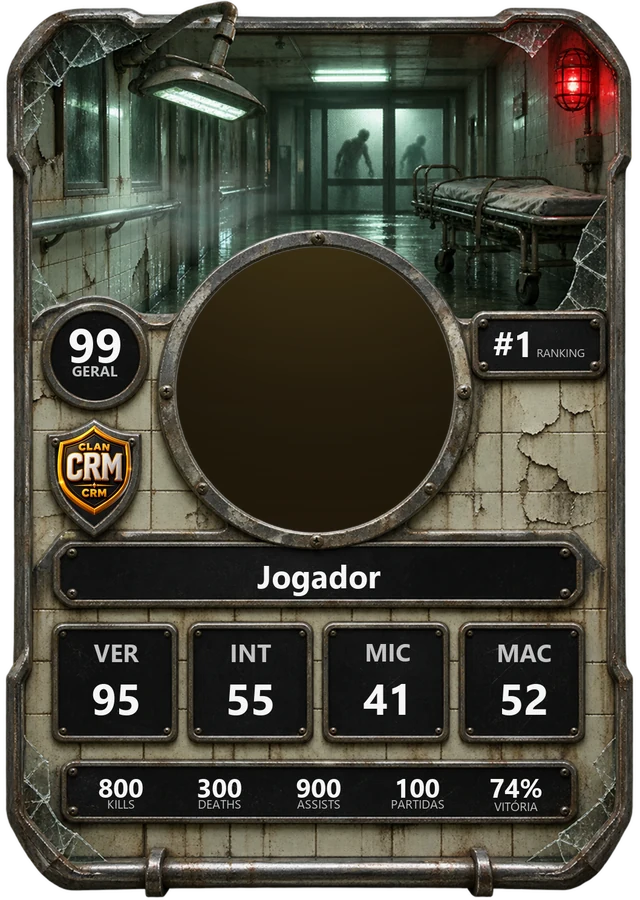 99
GERAL
#1 RANKING
CLAN
CRM
CRM
Jogador
VER INT MIC MAC
95 55 41 52
800 300 900 100 74%
KILLS DEATHS ASSISTS PARTIDAS VITÓRIA